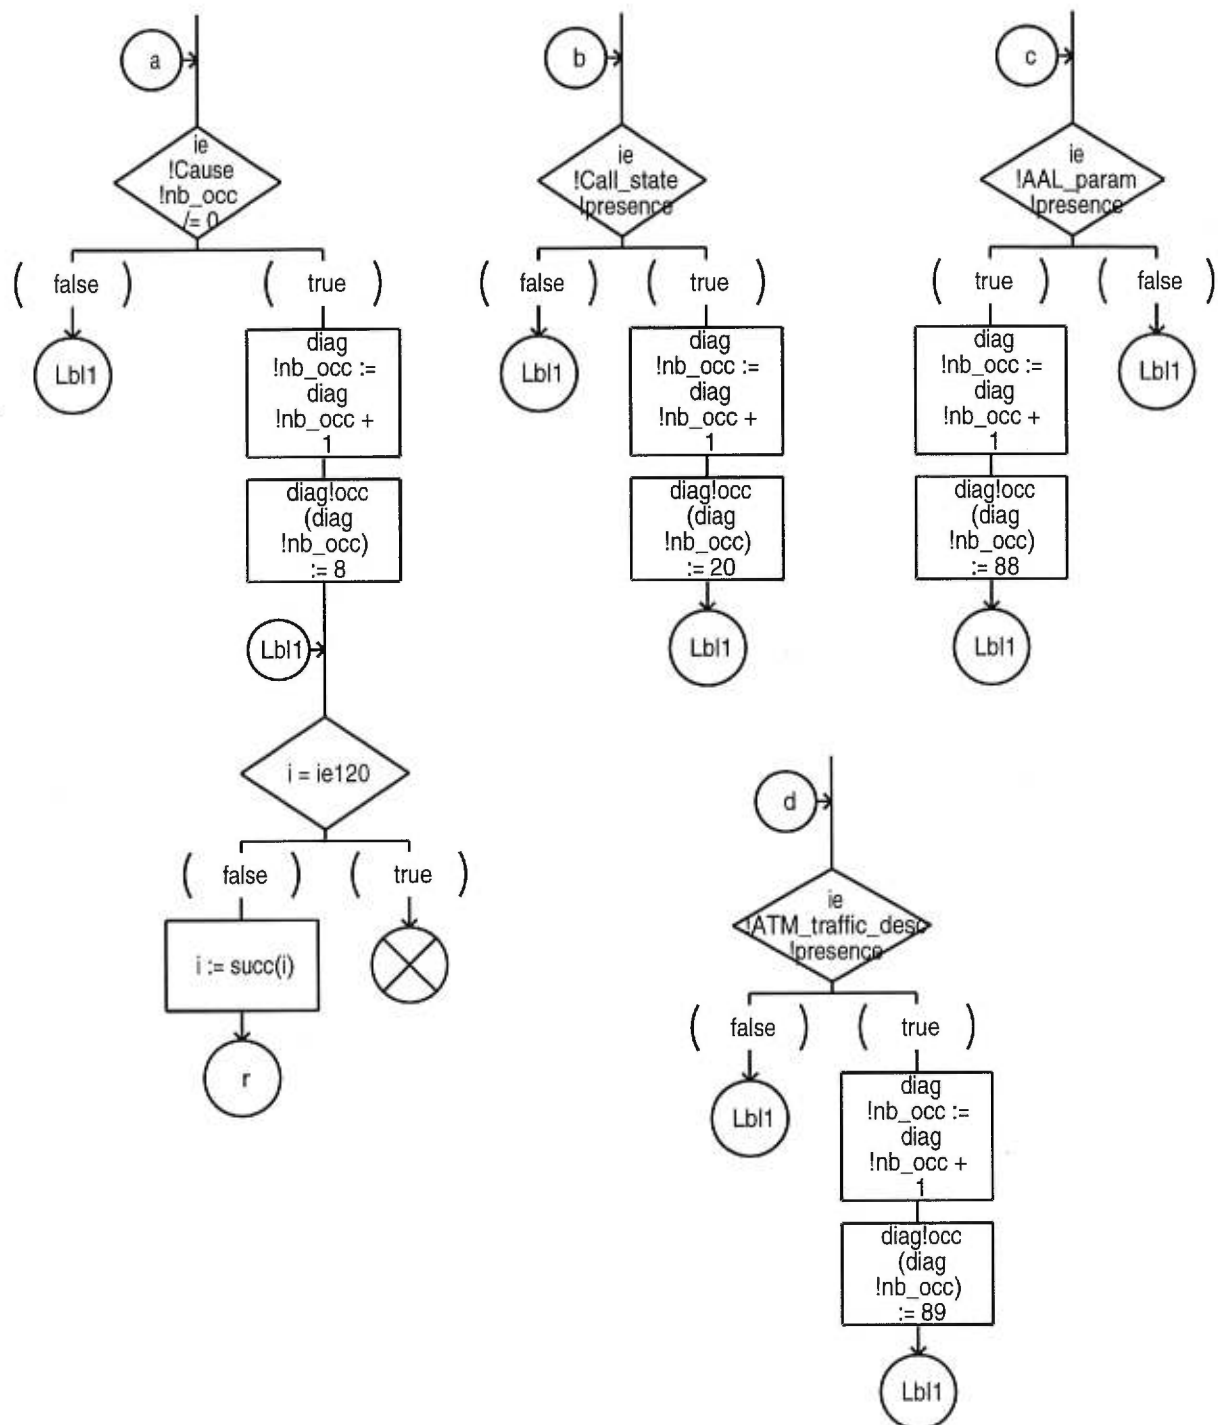 a
ie
!Cause
!nb_occ
/= 0
( false )
( true )
Lbl1
diag
!nb_occ :=
diag
!nb_occ +
1
diag!occ
(diag
!nb_occ)
:= 8
Lbl1
i = ie120
( false )
( true )
i := succ(i)
r
b
ie
!Call_state
!presence
( false )
( true )
Lbl1
diag
!nb_occ :=
diag
!nb_occ +
1
diag!occ
(diag
!nb_occ)
:= 20
Lbl1
c
ie
!AAL_param
!presence
( true )
( false )
diag
!nb_occ :=
diag
!nb_occ +
1
Lbl1
diag!occ
(diag
!nb_occ)
:= 88
Lbl1
d
ie
!ATM_traffic_desc
!presence
( false )
( true )
Lbl1
diag
!nb_occ :=
diag
!nb_occ +
1
diag!occ
(diag
!nb_occ)
:= 89
Lbl1